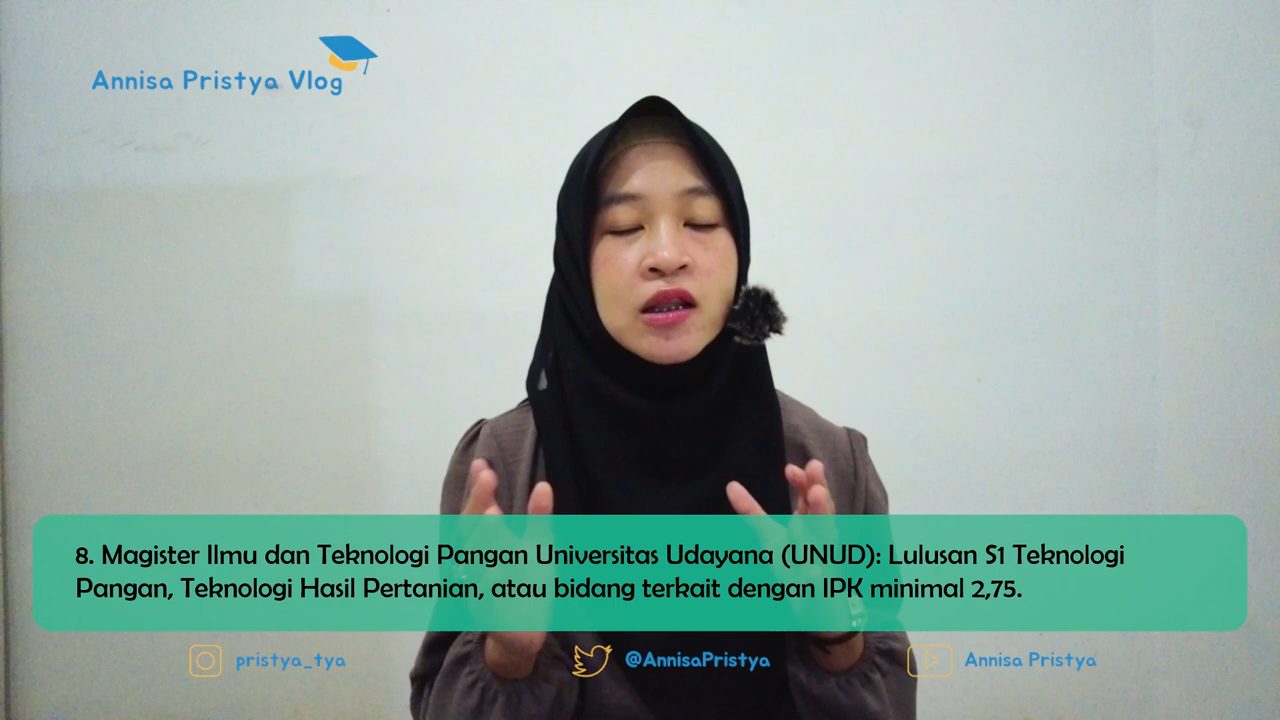 Annisa Pristya Vlog
8. Magister Ilmu dan Teknologi Pangan Universitas Udayana (UNUD): Lulusan S1 Teknologi
Pangan, Teknologi Hasil Pertanian, atau bidang terkait dengan IPK minimal 2,75.
pristya_tya
@AnnisaPristya
Annisa Pristya